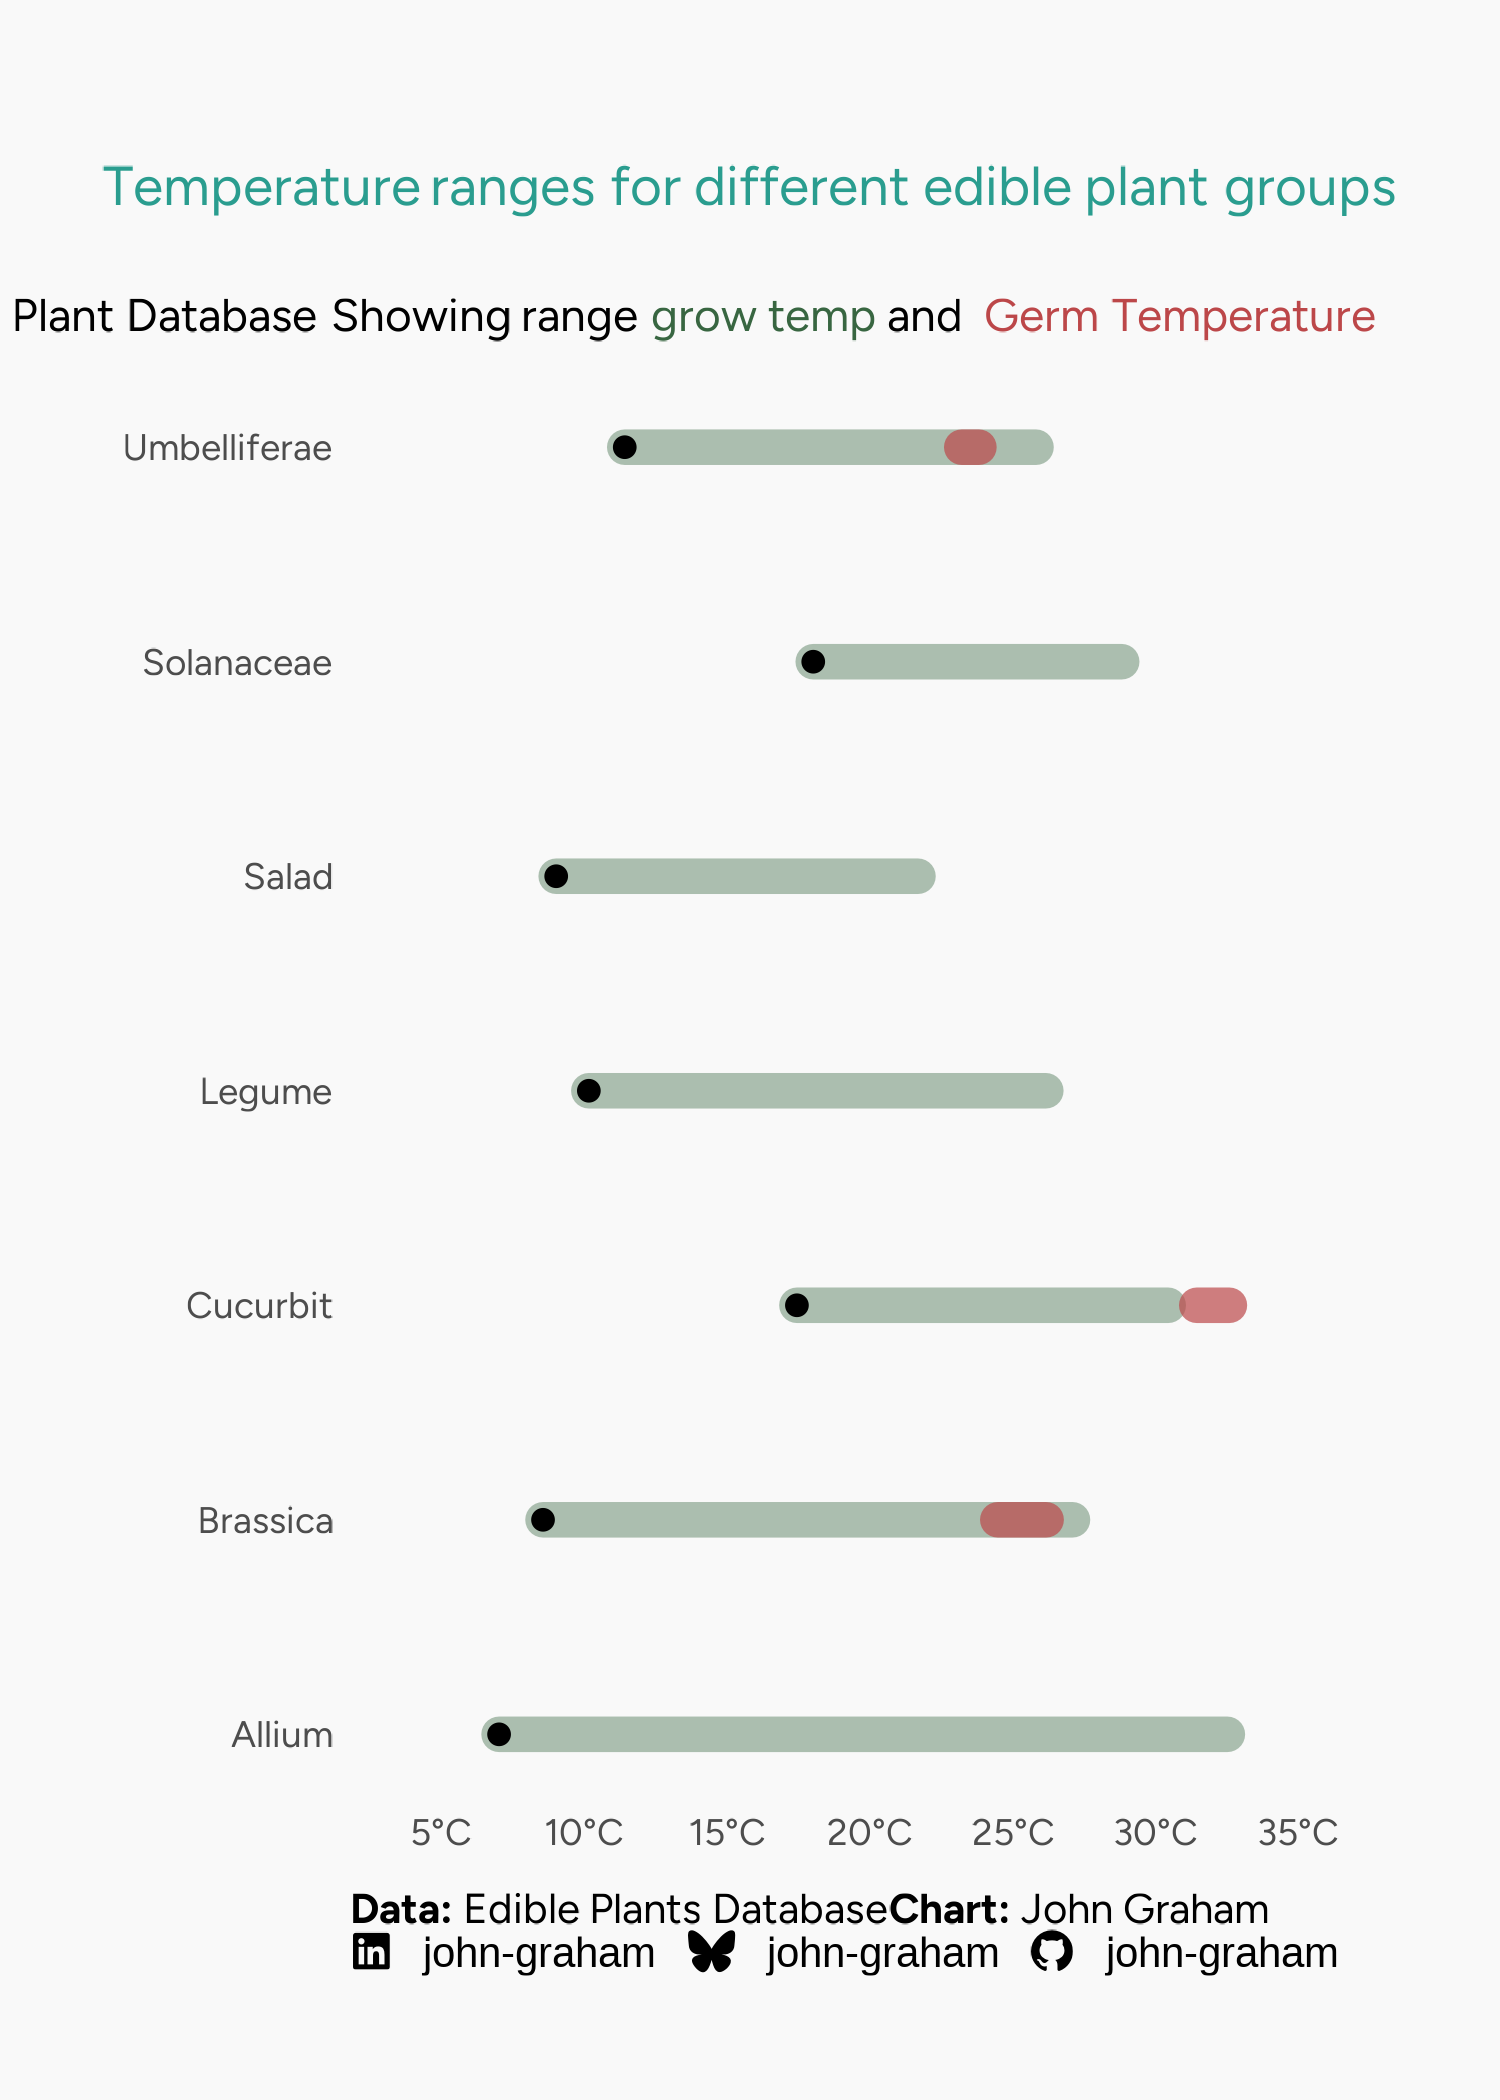 Temperature ranges for different edible plant groups
Plant Database Showing range grow temp and Germ Temperature
Umbelliferae
Solanaceae
Salad
Legume
Cucurbit
Brassica
Allium
5°C 10°C 15°C 20°C 25°C 30°C 35°C
Data: Edible Plants DatabaseChart: John Graham
in john-graham john-graham john-graham